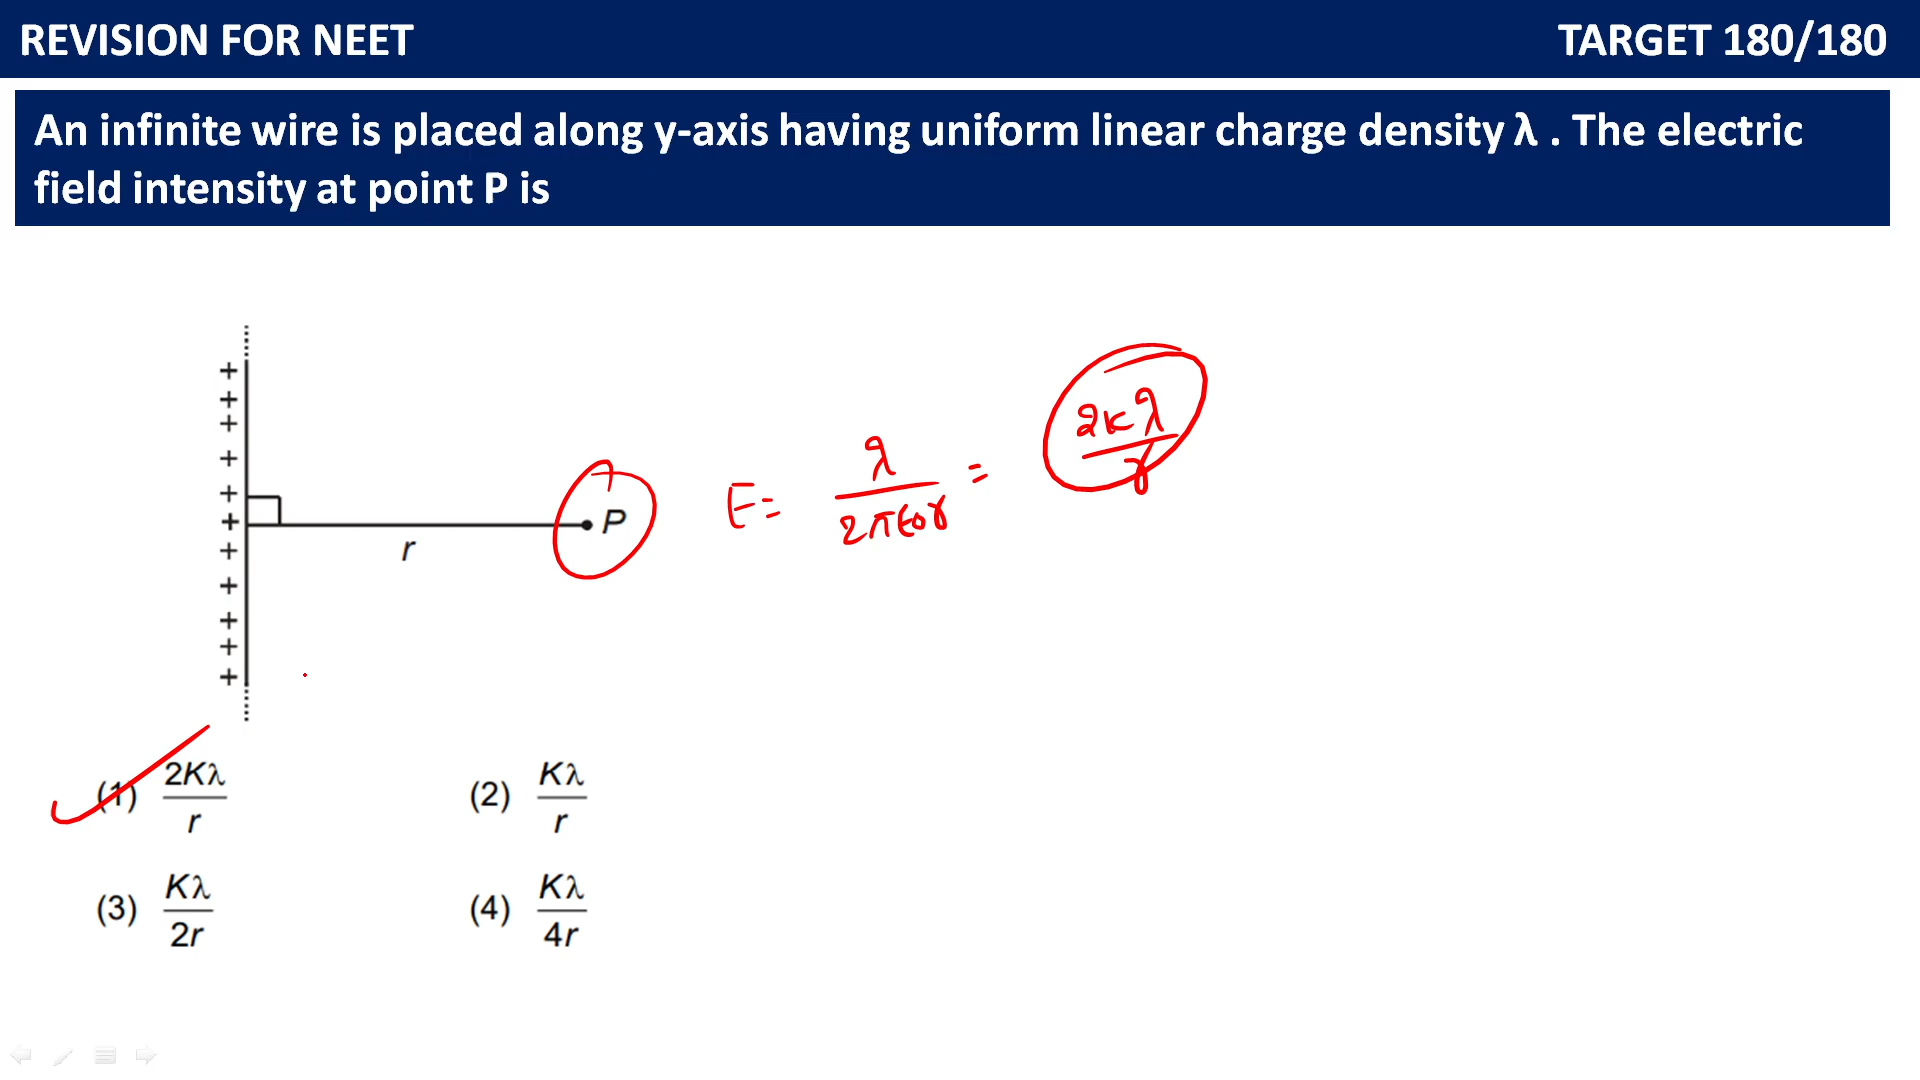 REVISION FOR NEET
TARGET 180/180
An infinite wire is placed along y-axis having uniform linear charge density λ . The electric
field intensity at point P is
+
+
+
+
+
+
+
+
+
+
+
r
P
E = λ / 2πε0r = 2Kλ / r
(1) 2Kλ / r
(2) Kλ / r
(3) Kλ / 2r
(4) Kλ / 4r